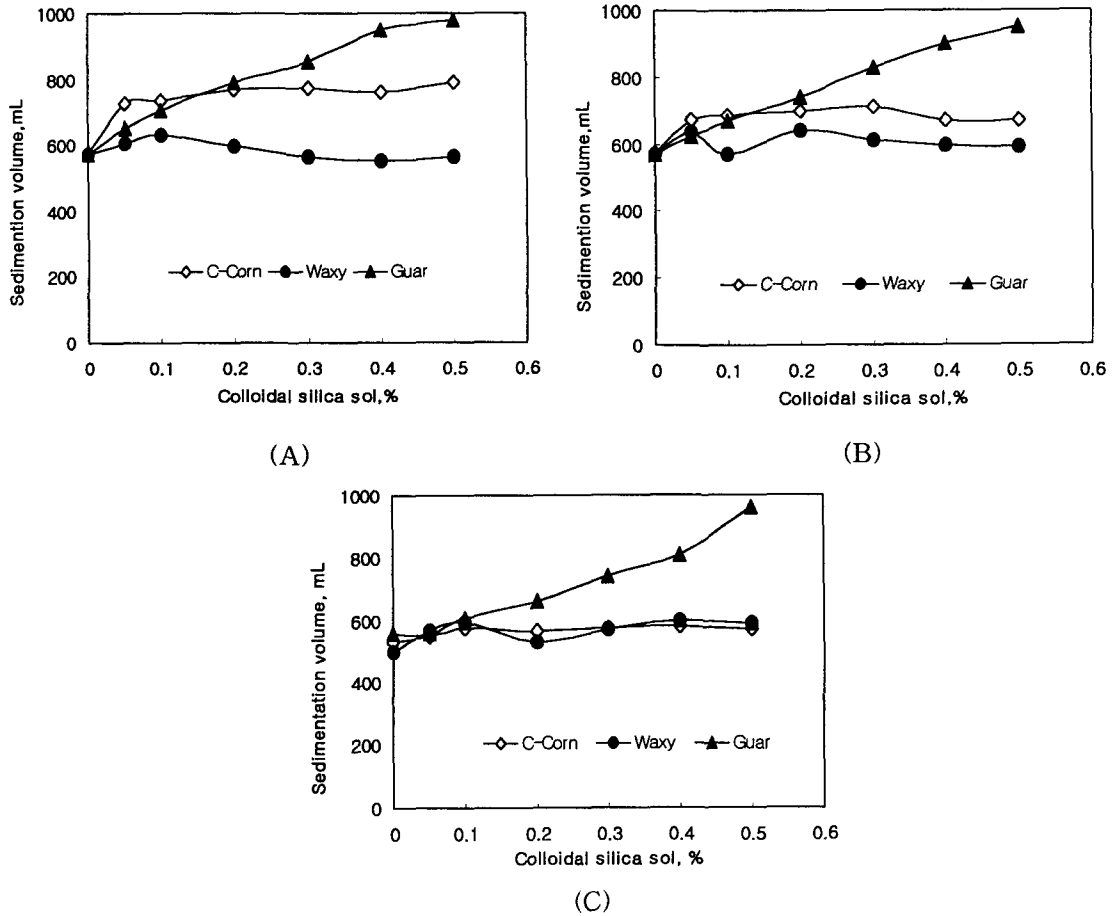 1000
800
600
400
200
0
Sedimention volume,mL
C-Corn Waxy Guar
0 0.1 0.2 0.3 0.4 0.5 0.6
Colloidal silica sol,%
(A)
1000
800
600
400
200
0
Sedimention volume,mL
C-Corn Waxy Guar
0 0.1 0.2 0.3 0.4 0.5 0.6
Colloidal silica sol,%
(B)
1000
800
600
400
200
0
Sedimentation volume, mL
C-Corn Waxy Guar
0 0.1 0.2 0.3 0.4 0.5 0.6
Colloidal silica sol, %
(C)